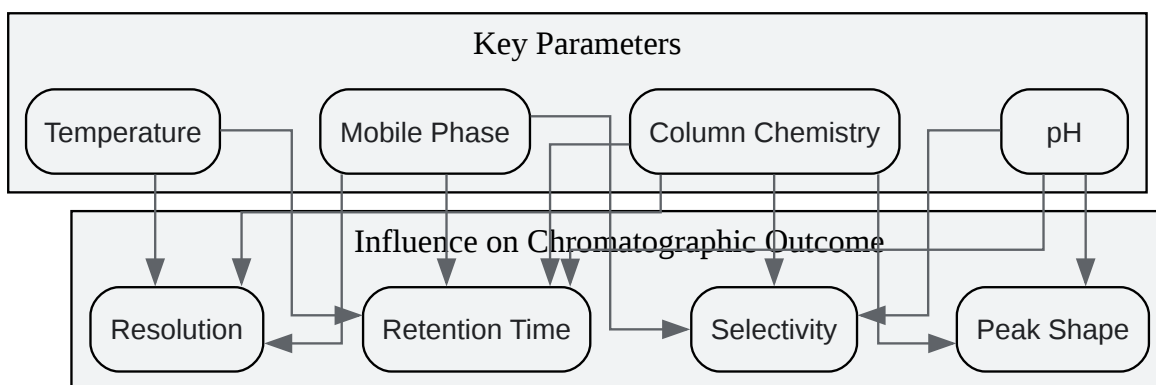 Key Parameters
Temperature
Mobile Phase
Column Chemistry
pH
Influence on Chromatographic Outcome
Resolution
Retention Time
Selectivity
Peak Shape